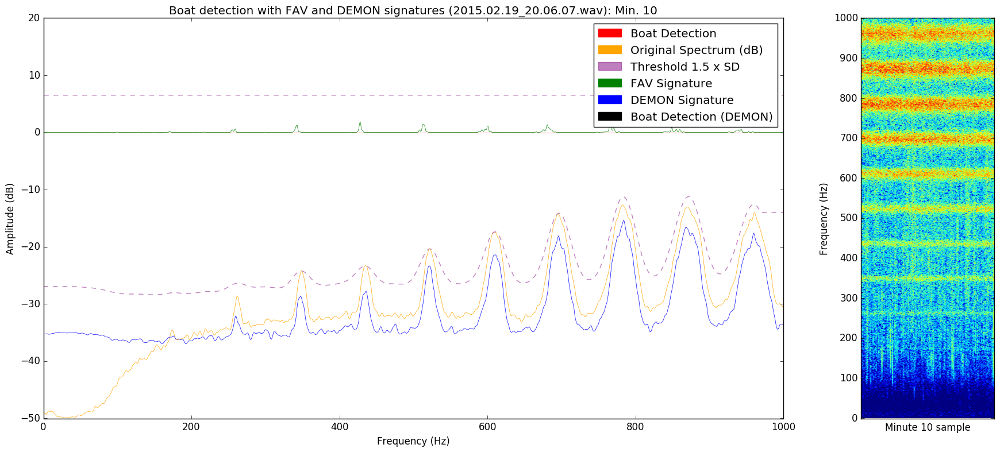 Boat detection with FAV and DEMON signatures (2015.02.19_20.06.07.wav): Min. 10
20
10
0
−10
−20
−30
−40
−50
Amplitude (dB)
Boat Detection
Original Spectrum (dB)
Threshold 1.5 x SD
FAV Signature
DEMON Signature
Boat Detection (DEMON)
0 200 400 600 800 1000
Frequency (Hz)
1000
900
800
700
600
500
400
300
200
100
0
Frequency (Hz)
Minute 10 sample